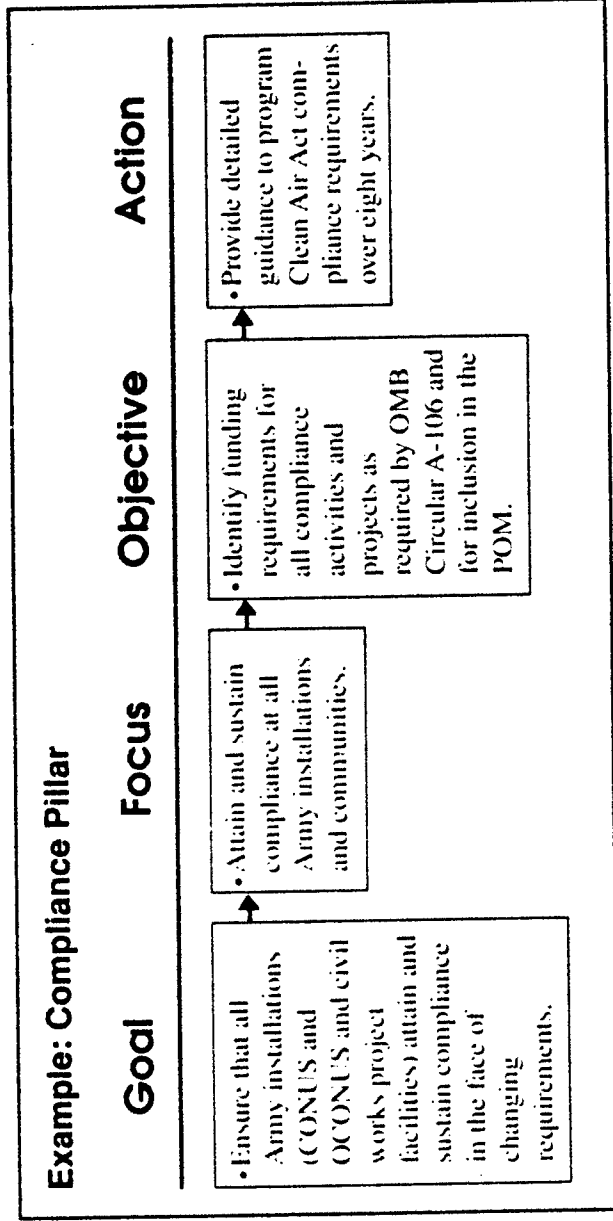 Example: Compliance Pillar
Goal
Focus
Objective
Action
• Ensure that all
Army installations
(CONUS and
OCONUS and civil
works project
facilities) attain and
sustain compliance
in the face of
changing
requirements.
• Attain and sustain
compliance at all
Army installations
and communities.
• Identify funding
requirements for
all compliance
activities and
projects as
required by OMB
Circular A-106 and
for inclusion in the
POM.
• Provide detailed
guidance to program
Clean Air Act com-
pliance requirements
over eight years.